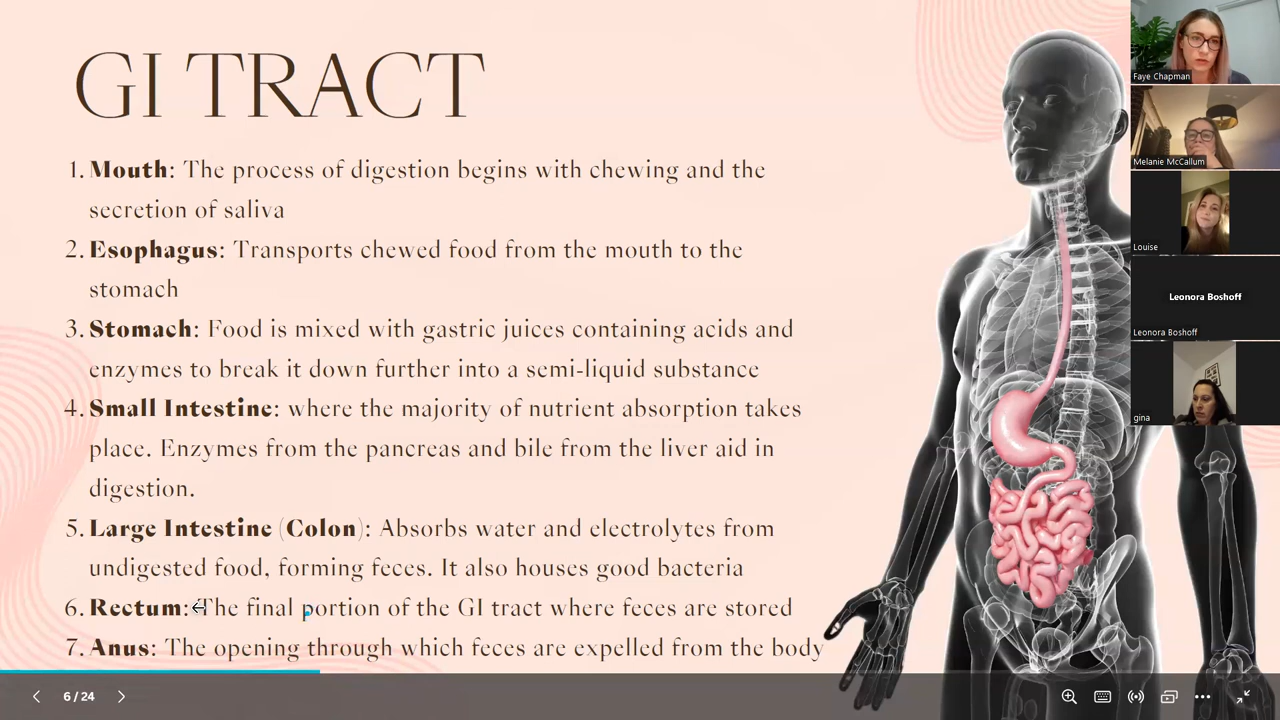 GI TRACT
1. Mouth: The process of digestion begins with chewing and the
secretion of saliva
2. Esophagus: Transports chewed food from the mouth to the
stomach
3. Stomach: Food is mixed with gastric juices containing acids and
enzymes to break it down further into a semi-liquid substance
4. Small Intestine: where the majority of nutrient absorption takes
place. Enzymes from the pancreas and bile from the liver aid in
digestion.
5. Large Intestine (Colon): Absorbs water and electrolytes from
undigested food, forming feces. It also houses good bacteria
6. Rectum: The final portion of the GI tract where feces are stored
7. Anus: The opening through which feces are expelled from the body
6 / 24
Faye Chapman
Melanie McCallum
Louise
Leonora Boshoff
Leonora Boshoff
gina